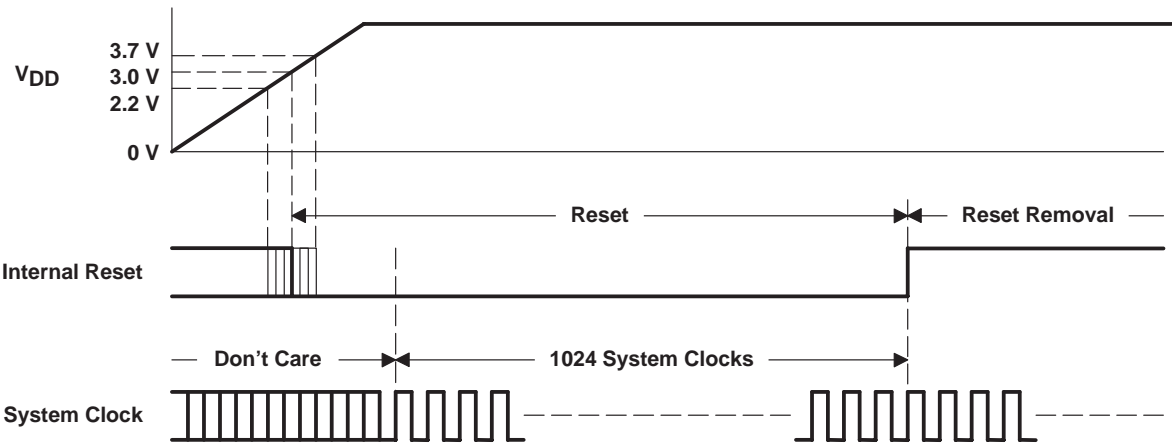 3.7 V
VDD
3.0 V
2.2 V
0 V
Reset
Reset Removal
Internal Reset
Don't Care
1024 System Clocks
System Clock